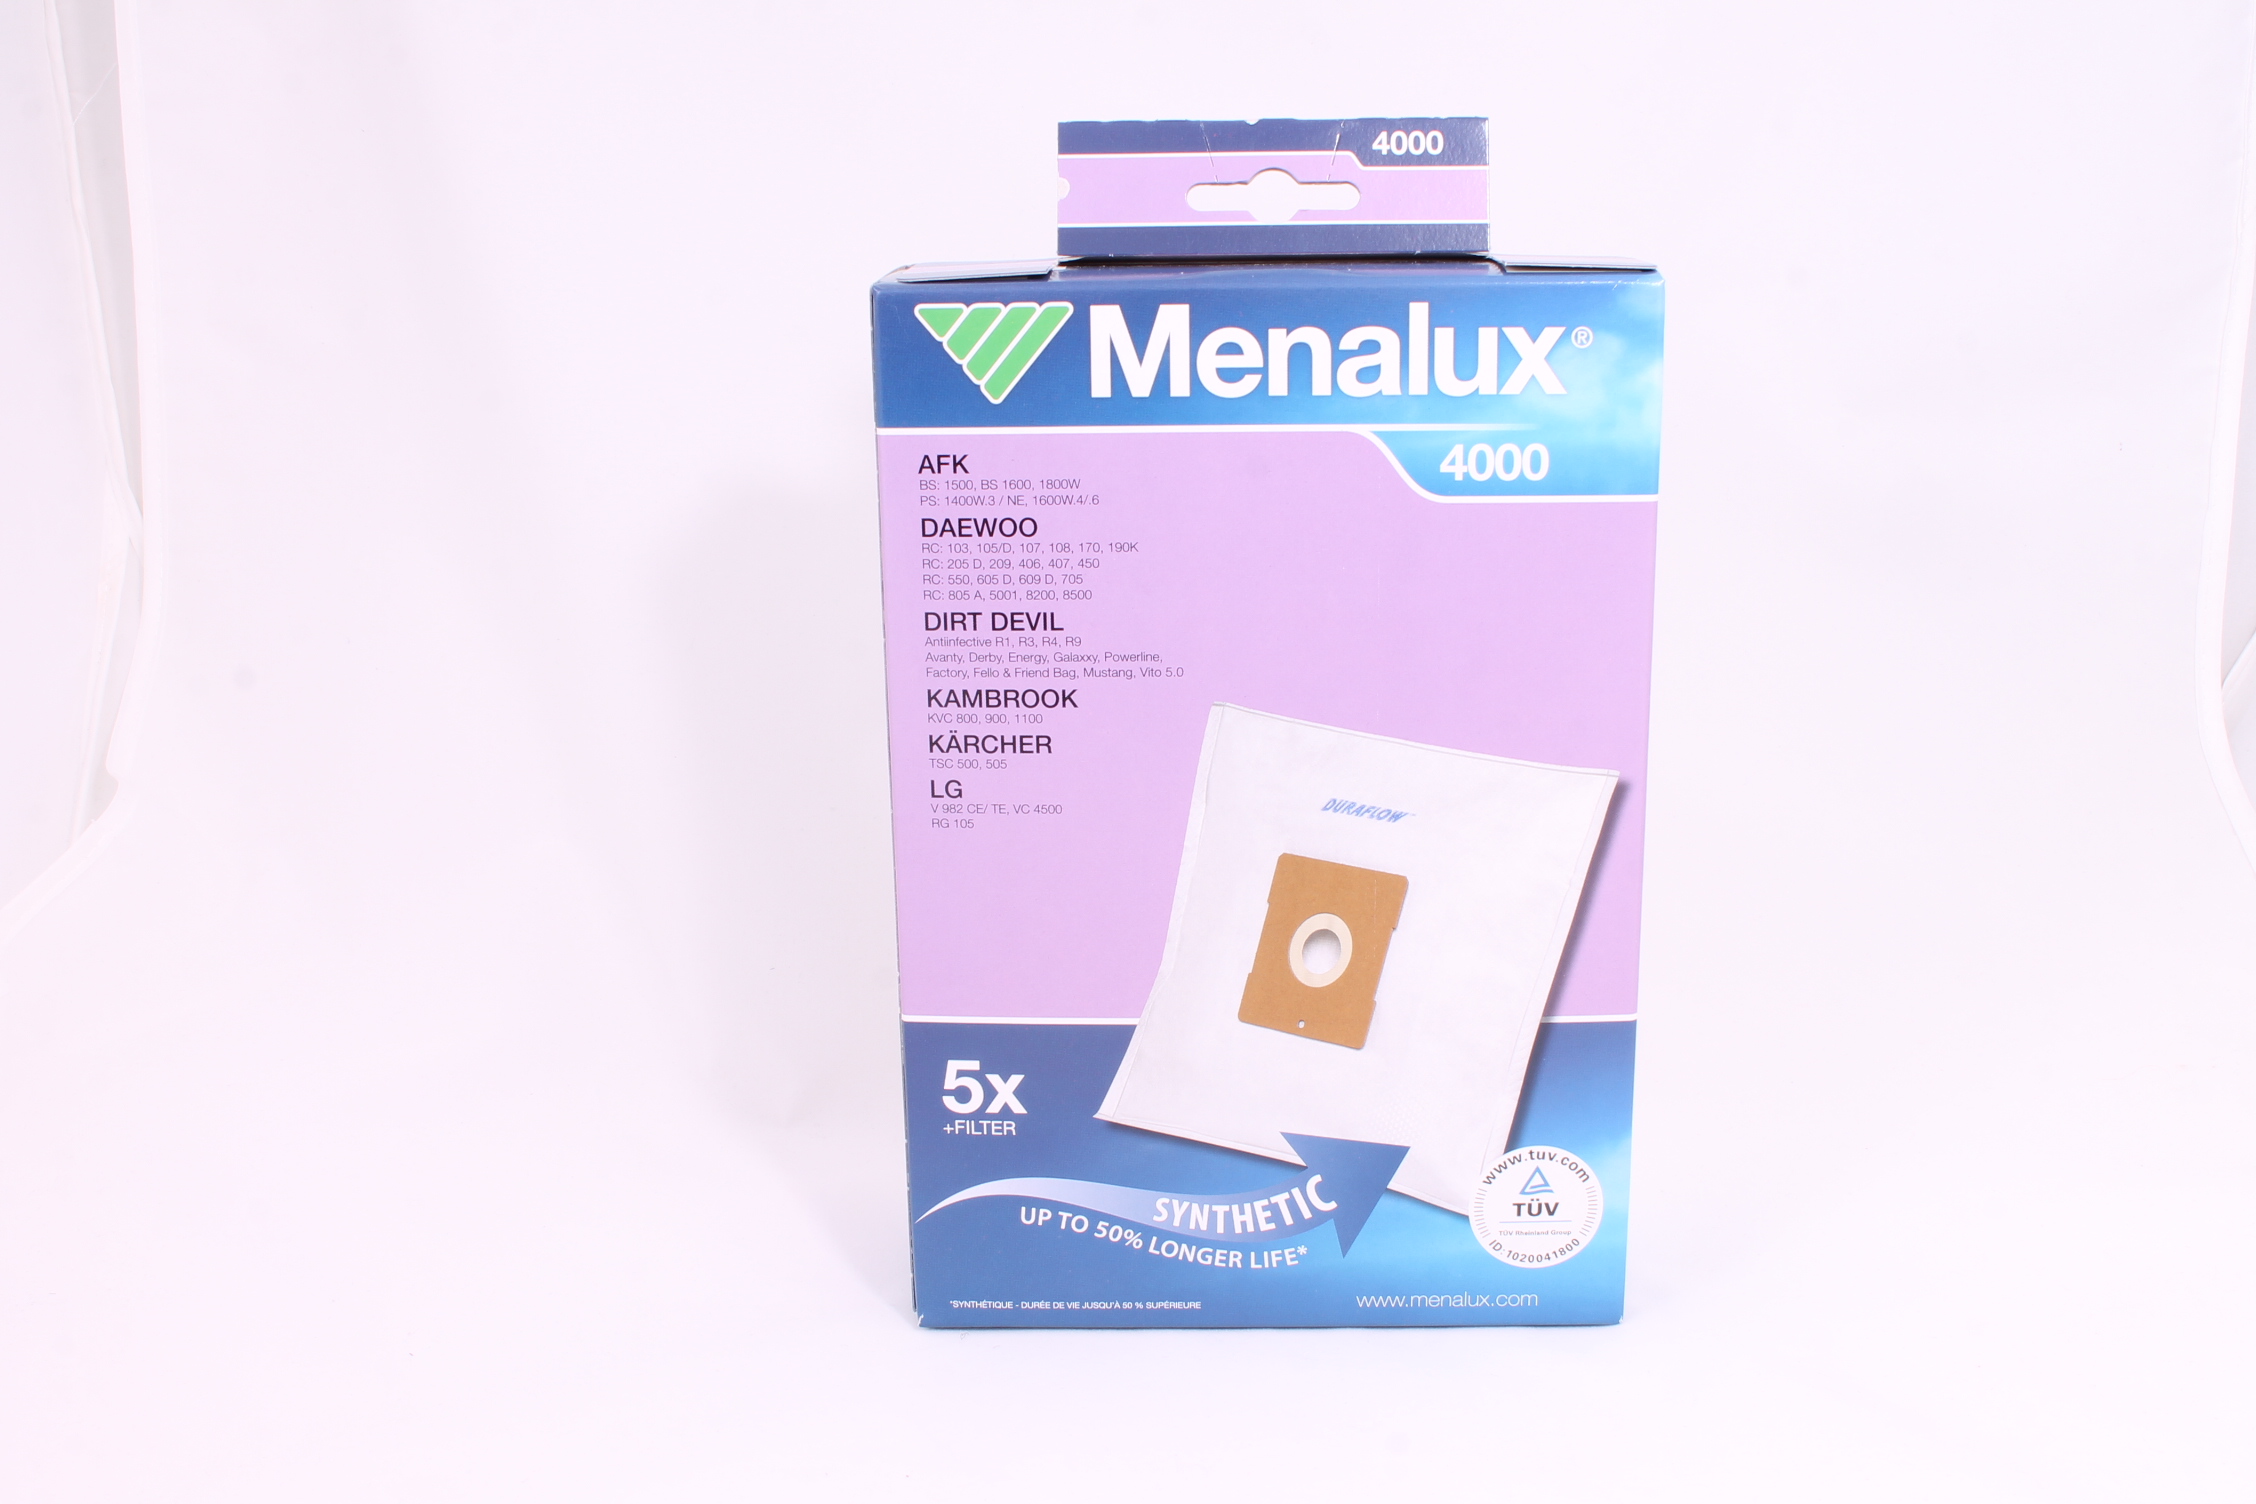 4000
Menalux®
4000
AFK
BS: 1500, BS 1600, 1800W
PS: 1400W.3 / NE, 1600W.4/.6
DAEWOO
RC: 103, 105/D, 107, 108, 170, 190K
RC: 205 D, 209, 406, 407, 450
RC: 550, 605 D, 609 D, 705
RC: 805 A, 5001, 8200, 8500
DIRT DEVIL
Antiinfective R1, R3, R4, R9
Avanty, Derby, Energy, Galaxxy, Powerline,
Factory, Fello & Friend Bag, Mustang, Vito 5.0
KAMBROOK
KVC 800, 900, 1100
KÄRCHER
TSC 500, 505
LG
V 982 CE/ TE, VC 4500
RG 105
DURAFLOW™
5x
+FILTER
SYNTHETIC
UP TO 50% LONGER LIFE*
www.tuv.com
TÜV
TÜV Rheinland Group
ID:1020041800
*SYNTHÉTIQUE - DURÉE DE VIE JUSQU'À 50 % SUPÉRIEURE
www.menalux.com